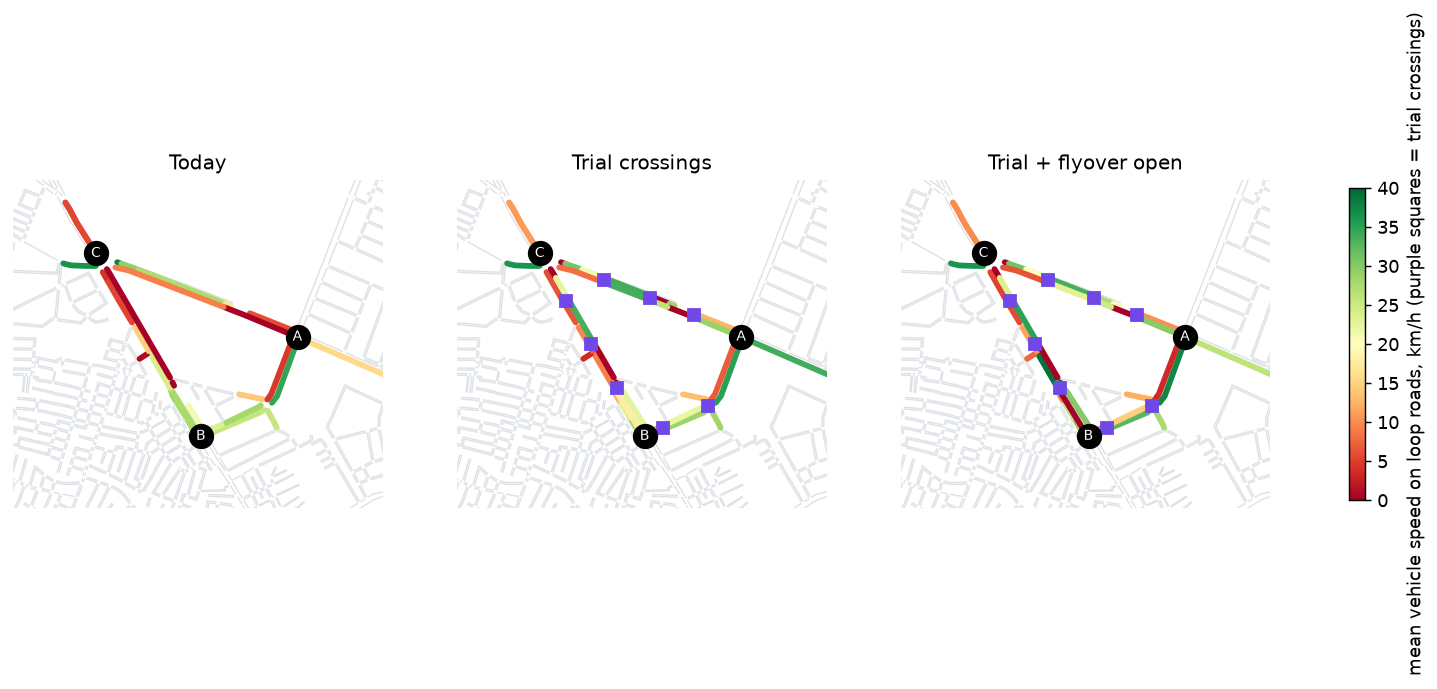 Today
C
A
B
Trial crossings
C
A
B
Trial + flyover open
C
A
B
40
35
30
25
20
15
10
5
0
mean vehicle speed on loop roads, km/h (purple squares = trial crossings)